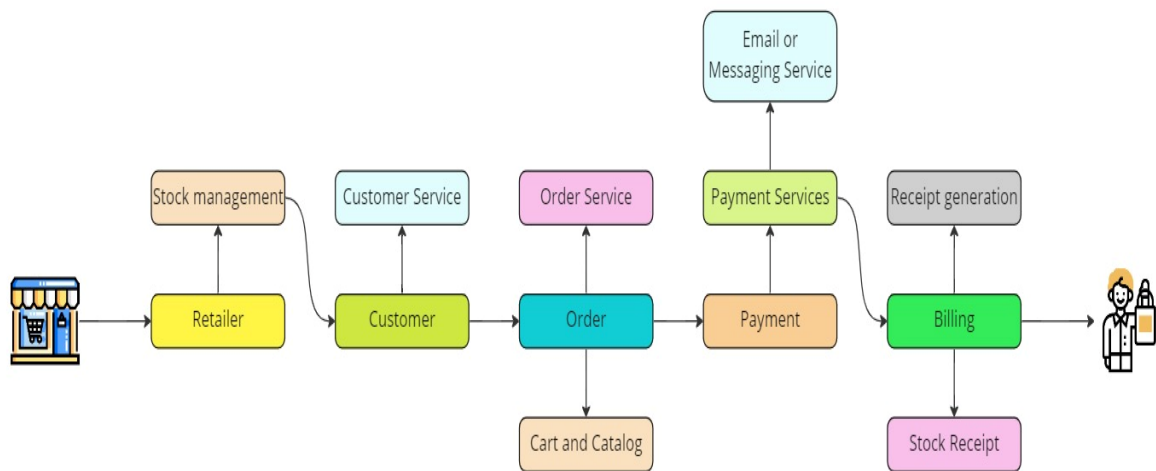 Email or
Messaging Service
Stock management
Customer Service
Order Service
Payment Services
Receipt generation
Retailer
Customer
Order
Payment
Billing
Cart and Catalog
Stock Receipt